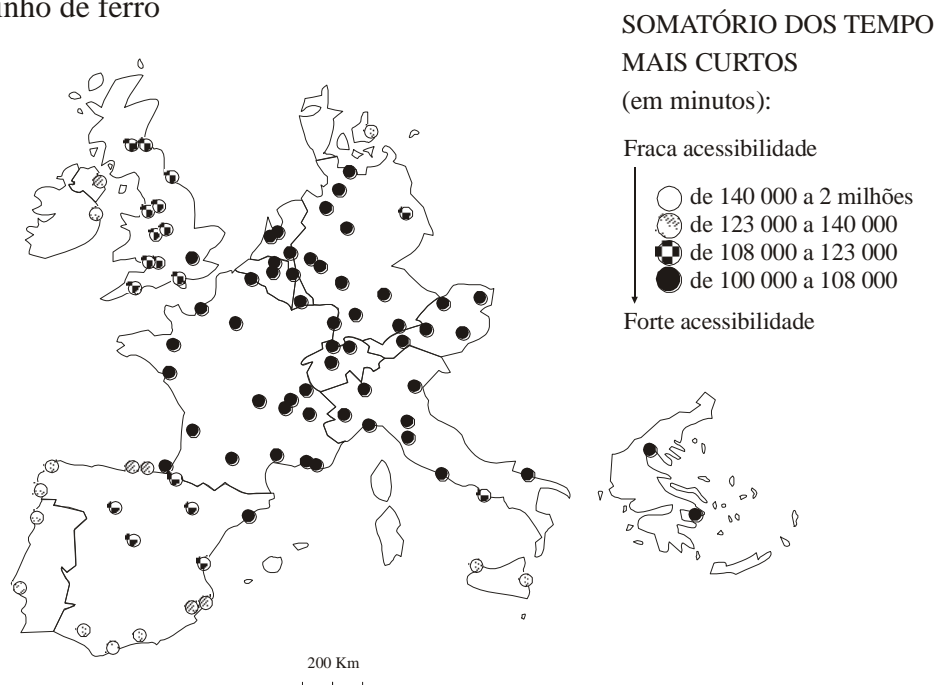 inho de ferro
SOMATÓRIO DOS TEMPO
MAIS CURTOS
(em minutos):
Fraca acessibilidade
de 140 000 a 2 milhões
de 123 000 a 140 000
de 108 000 a 123 000
de 100 000 a 108 000
Forte acessibilidade
200 Km